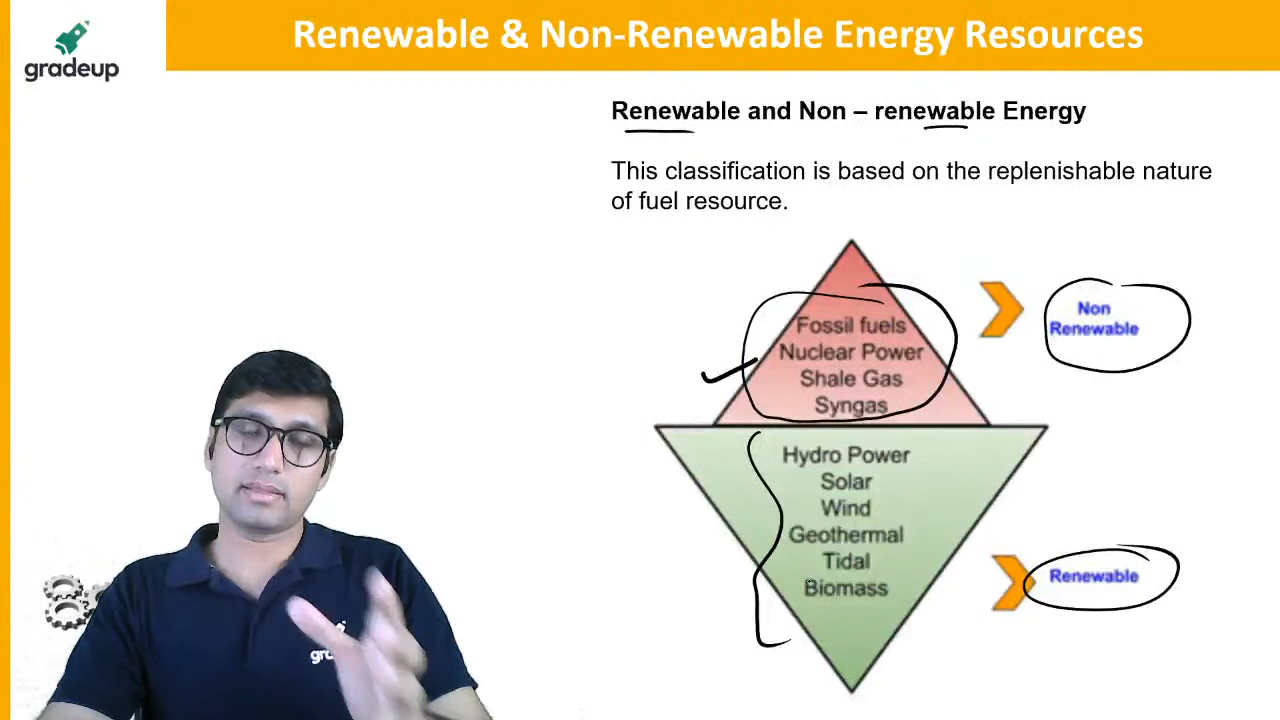 Renewable & Non-Renewable Energy Resources
gradeup
Renewable and Non – renewable Energy
This classification is based on the replenishable nature
of fuel resource.
Fossil fuels
Nuclear Power
Shale Gas
Syngas
Non
Renewable
Hydro Power
Solar
Wind
Geothermal
Tidal
Biomass
Renewable